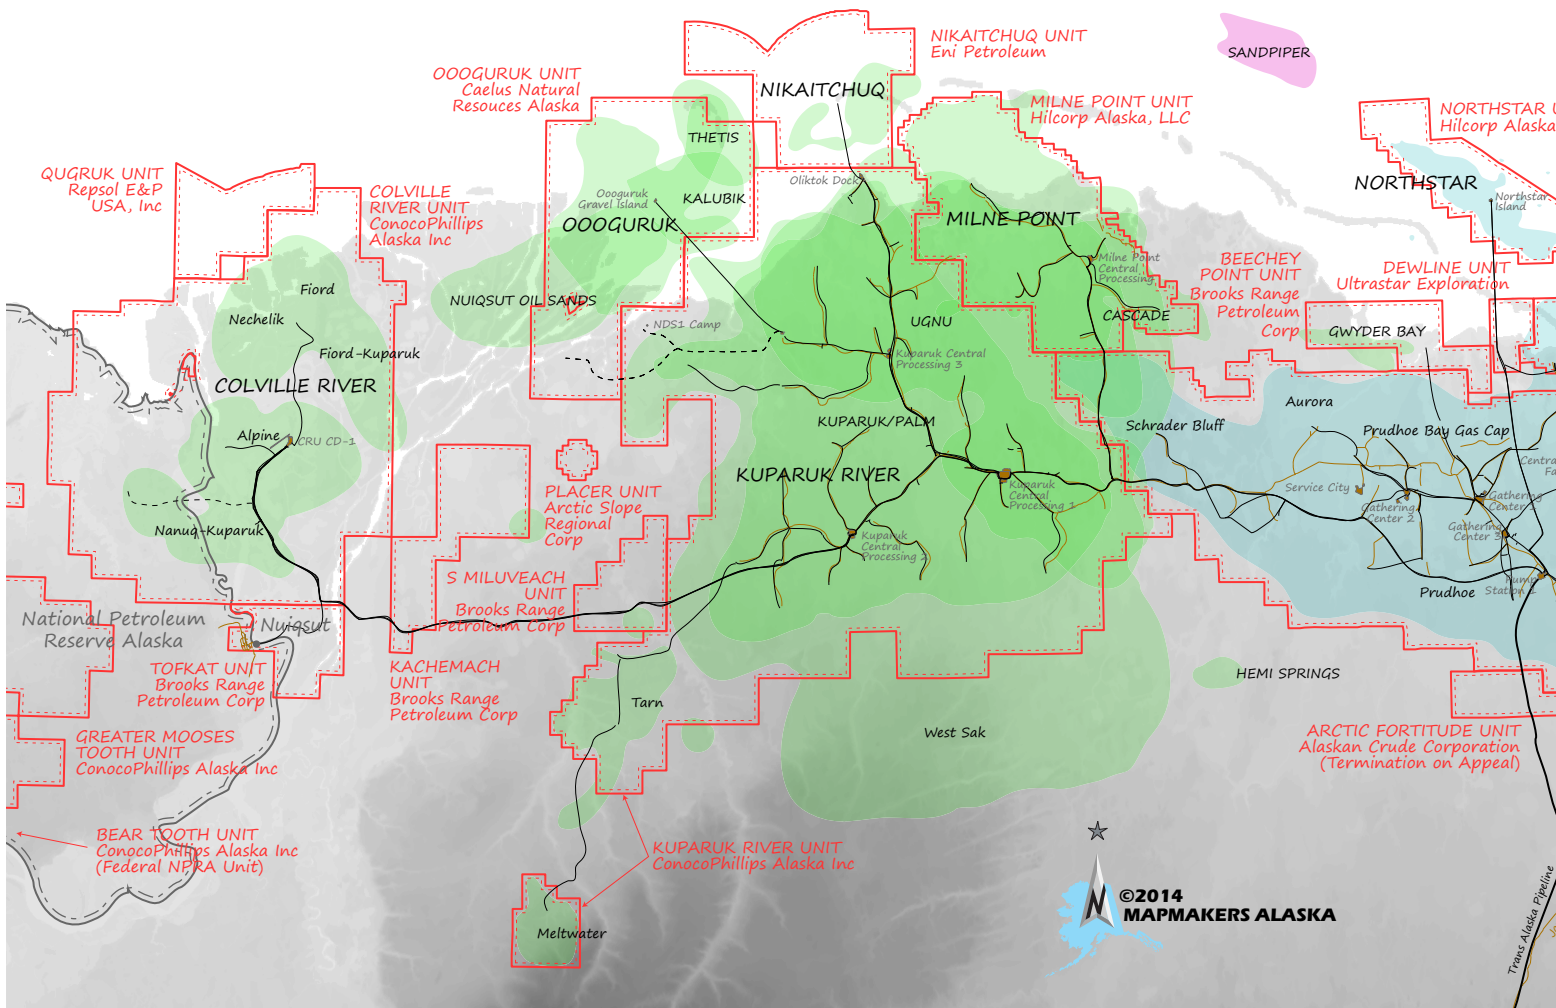 NIKAITCHUQ UNIT
Eni Petroleum
SANDPIPER
OOOGURUK UNIT
Caelus Natural
Resouces Alaska
NIKAITCHUQ
MILNE POINT UNIT
Hilcorp Alaska, LLC
NORTHSTAR U
Hilcorp Alaska
THETIS
QUGRUK UNIT
Repsol E&P
USA, Inc
COLVILLE
RIVER UNIT
ConocoPhillips
Alaska Inc
Oooguruk
Gravel Island
KALUBIK
Oliktok Dock
OOOGURUK
MILNE POINT
NORTHSTAR
Northstar
Island
Milne Point
Central
Processing
BEECHEY
POINT UNIT
Brooks Range
Petroleum
Corp
DEWLINE UNIT
Ultrastar Exploration
Fiord
NUIQSUT OIL SANDS
Nechelik
NDS1 Camp
UGNU
CASCADE
GWYDER BAY
Fiord-Kuparuk
Kuparuk Central
Processing 3
COLVILLE RIVER
Aurora
KUPARUK/PALM
Schrader Bluff
Prudhoe Bay Gas Cap
Alpine
CRU CD-1
KUPARUK RIVER
Central
Fa
PLACER UNIT
Arctic Slope
Regional
Corp
Kuparuk
Central
Processing 1
Service City
Gathering
Center 2
Gathering
Center 1
Gathering
Center 3
Nanuq-Kuparuk
Kuparuk
Central
Processing 2
S MILUVEACH
UNIT
Brooks Range
Petroleum Corp
Pump
Station 1
Prudhoe
National Petroleum
Reserve Alaska
Nuiqsut
TOFKAT UNIT
Brooks Range
Petroleum Corp
KACHEMACH
UNIT
Brooks Range
Petroleum Corp
HEMI SPRINGS
Tarn
West Sak
GREATER MOOSES
TOOTH UNIT
ConocoPhillips Alaska Inc
ARCTIC FORTITUDE UNIT
Alaskan Crude Corporation
(Termination on Appeal)
BEAR TOOTH UNIT
ConocoPhillips Alaska Inc
(Federal NPRA Unit)
KUPARUK RIVER UNIT
ConocoPhillips Alaska Inc
N
©2014
MAPMAKERS ALASKA
Meltwater
Trans Alaska Pipeline